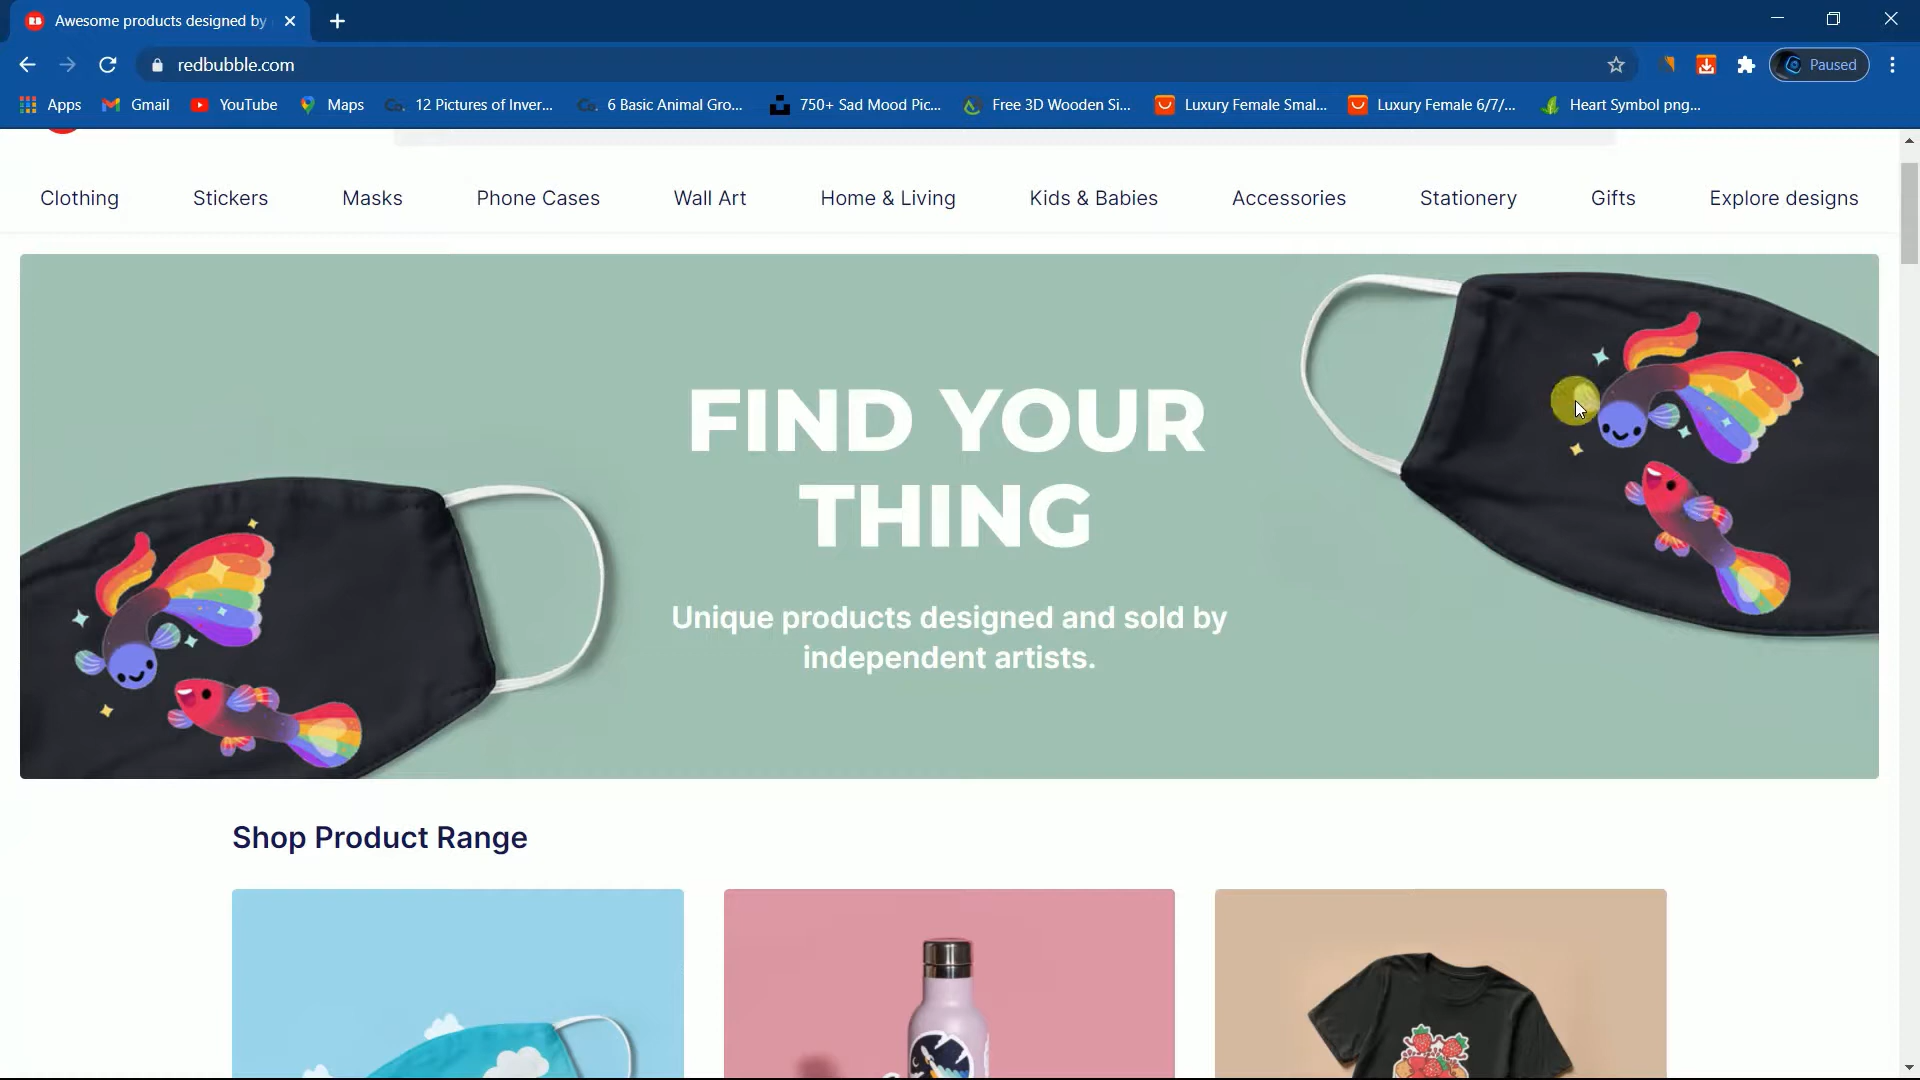 Awesome products designed by
redbubble.com
Paused
Apps
Gmail
YouTube
Maps
12 Pictures of Inver...
6 Basic Animal Gro...
750+ Sad Mood Pic...
Free 3D Wooden Si...
Luxury Female Smal...
Luxury Female 6/7/...
Heart Symbol png...
Clothing
Stickers
Masks
Phone Cases
Wall Art
Home & Living
Kids & Babies
Accessories
Stationery
Gifts
Explore designs
FIND YOUR
THING
Unique products designed and sold by
independent artists.
Shop Product Range